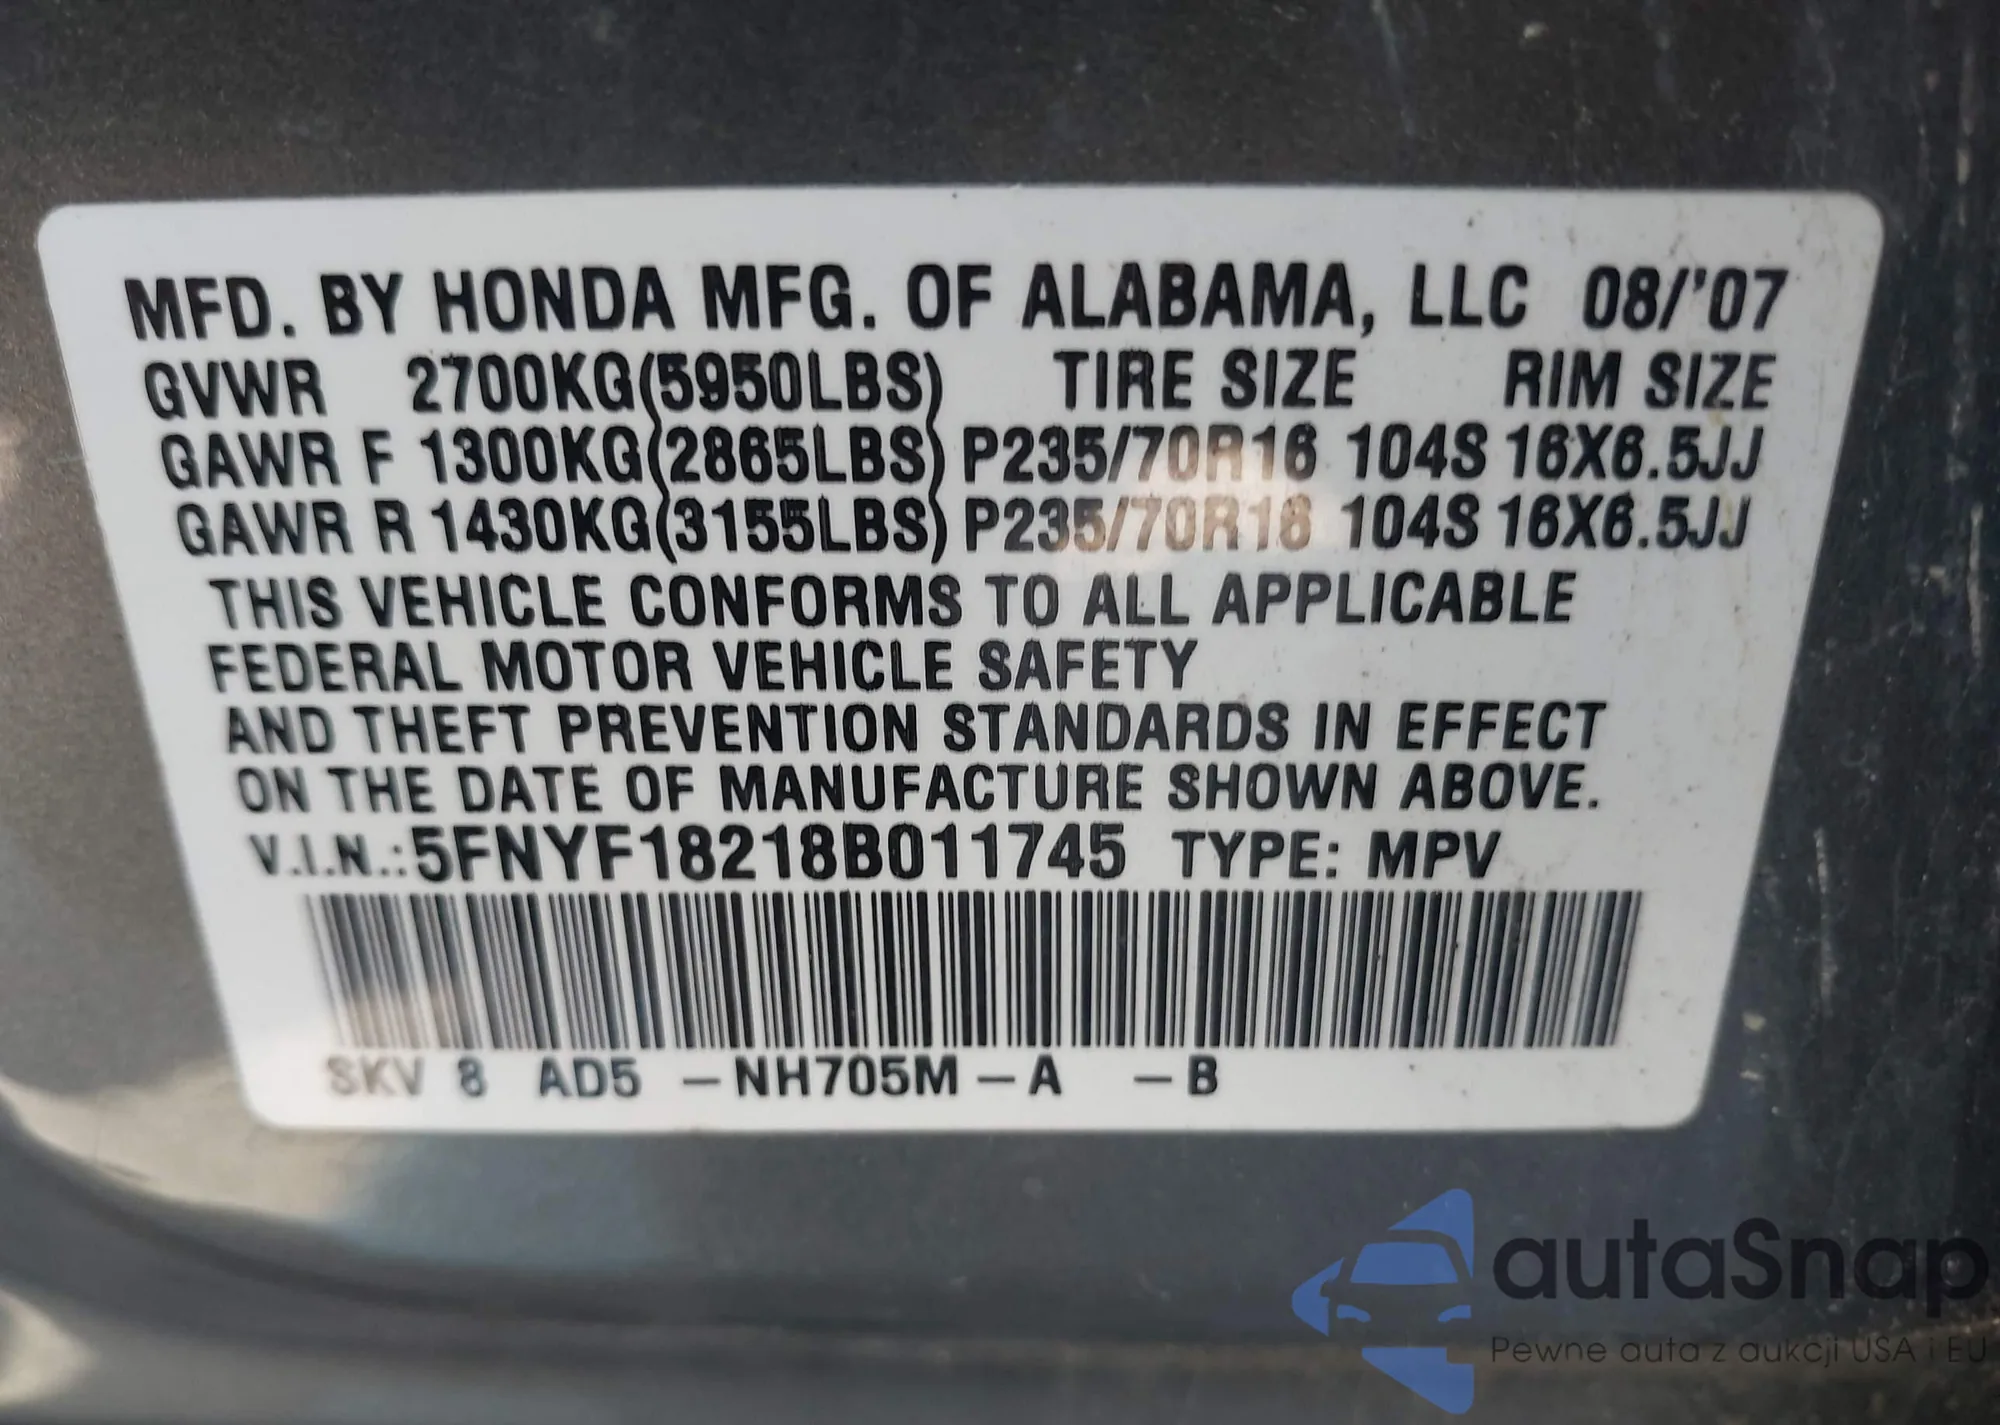 MFD. BY HONDA MFG. OF ALABAMA, LLC 08/'07
GVWR 2700KG(5950LBS) TIRE SIZE RIM SIZE
GAWR F 1300KG(2865LBS) P235/70R16 104S 16X6.5JJ
GAWR R 1430KG(3155LBS) P235/70R16 104S 16X6.5JJ
THIS VEHICLE CONFORMS TO ALL APPLICABLE
FEDERAL MOTOR VEHICLE SAFETY
AND THEFT PREVENTION STANDARDS IN EFFECT
ON THE DATE OF MANUFACTURE SHOWN ABOVE.
V.I.N.:5FNYF18218B011745 TYPE: MPV
SKV 8 AD5 –NH705M–A –B
autaSnap
Pewne auta z aukcji USA i EU